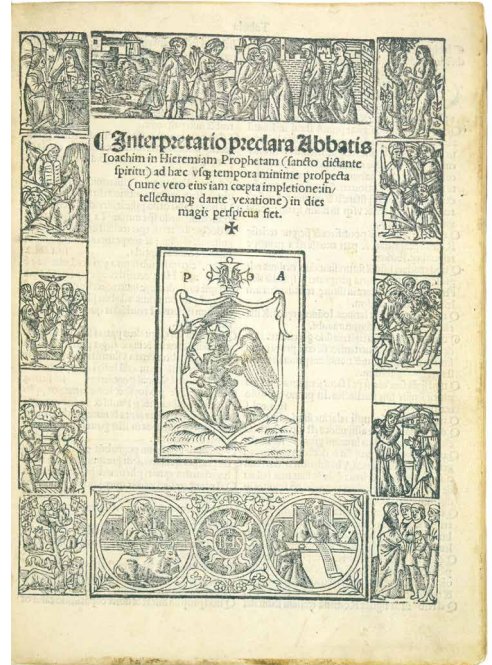 ¶Interpretatio preclara Abbatis
Ioachim in Hieremiam Prophetam (sancto dictante
spiritu) ad hæc vsq; tempora minime prospecta
(nunc vero eius iam cœpta impletione: in/
tellectumq; dante vexatione) in dies
magis perspicua fiet.
✠
P A